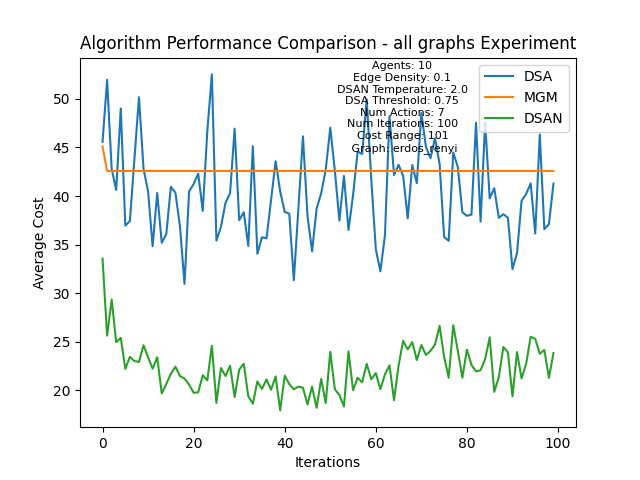 Algorithm Performance Comparison - all graphs Experiment
Agents: 10
Edge Density: 0.1
DSAN Temperature: 2.0
DSA Threshold: 0.75
Num Actions: 7
Num Iterations: 100
Cost Range: 101
Graph: erdos_renyi
DSA
MGM
DSAN
Average Cost
50
45
40
35
30
25
20
0 20 40 60 80 100
Iterations